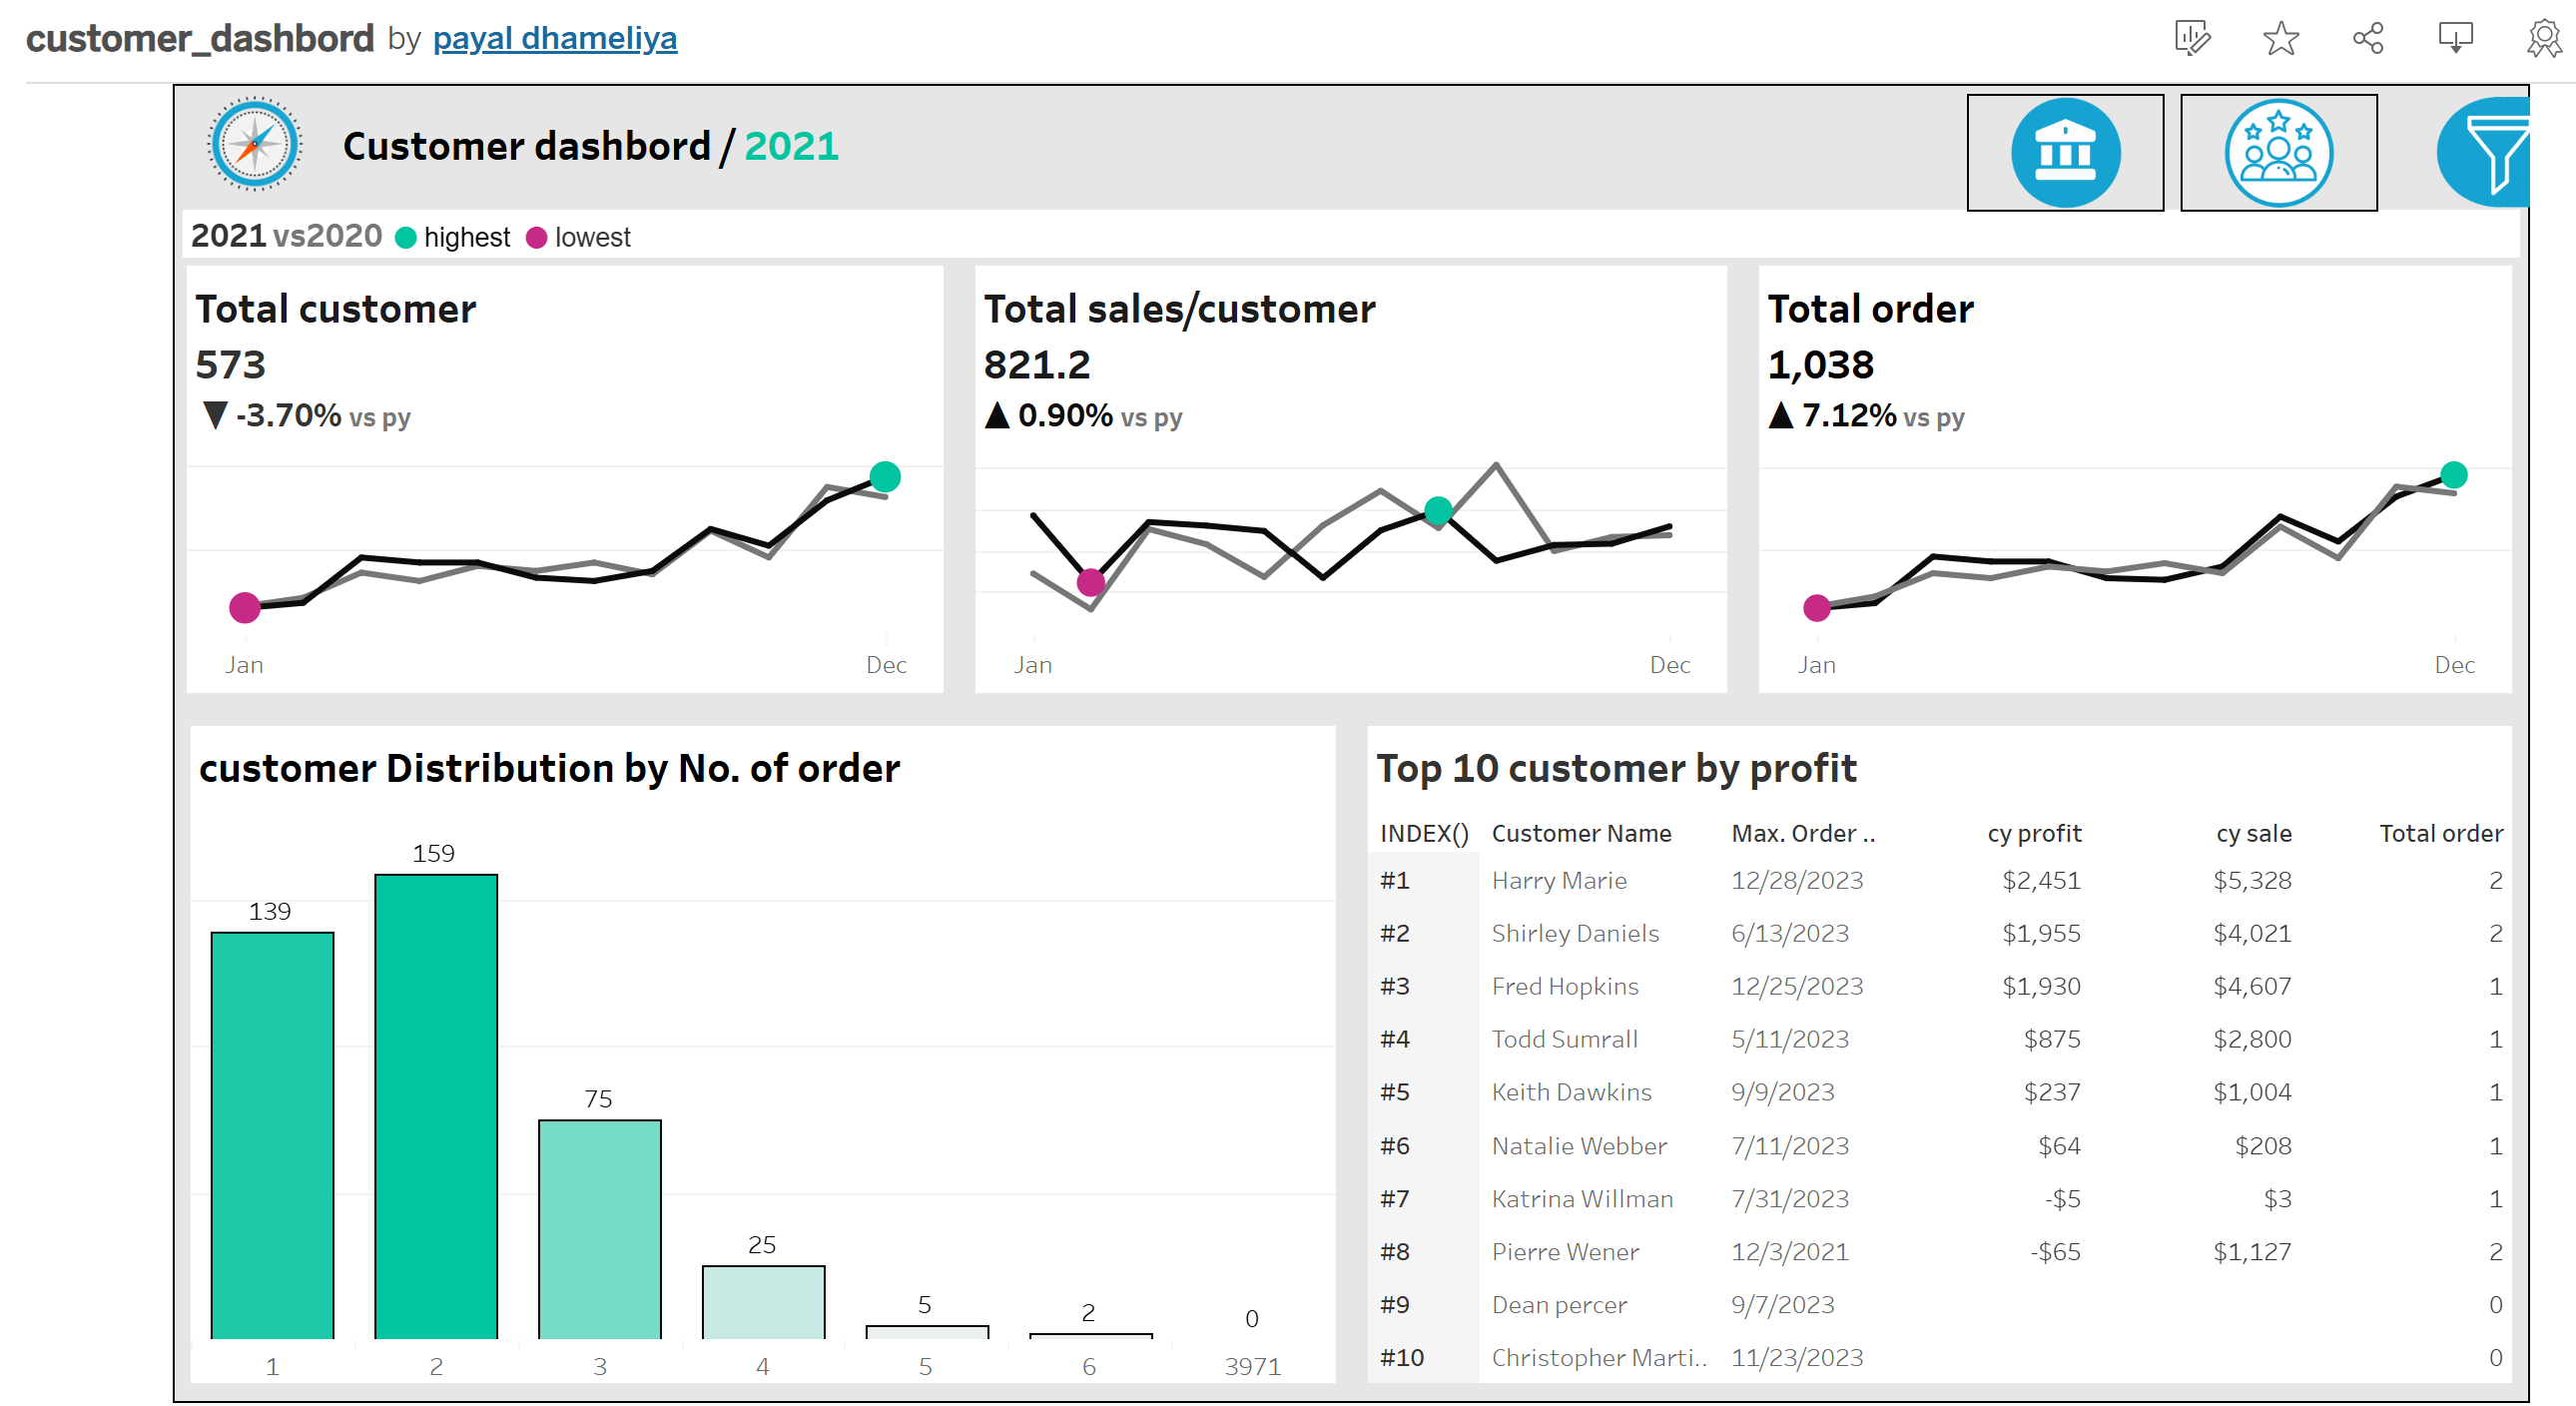 customer_dashbord by payal dhameliya
Customer dashbord / 2021
2021 vs2020 highest lowest
Total customer
573
▼ -3.70% vs py
Jan Dec
Total sales/customer
821.2
▲ 0.90% vs py
Jan Dec
Total order
1,038
▲ 7.12% vs py
Jan Dec
customer Distribution by No. of order
139 159 75 25 5 2 0
1 2 3 4 5 6 3971
Top 10 customer by profit
INDEX() Customer Name Max. Order .. cy profit cy sale Total order
#1 Harry Marie 12/28/2023 $2,451 $5,328 2
#2 Shirley Daniels 6/13/2023 $1,955 $4,021 2
#3 Fred Hopkins 12/25/2023 $1,930 $4,607 1
#4 Todd Sumrall 5/11/2023 $875 $2,800 1
#5 Keith Dawkins 9/9/2023 $237 $1,004 1
#6 Natalie Webber 7/11/2023 $64 $208 1
#7 Katrina Willman 7/31/2023 -$5 $3 1
#8 Pierre Wener 12/3/2021 -$65 $1,127 2
#9 Dean percer 9/7/2023 0
#10 Christopher Marti.. 11/23/2023 0